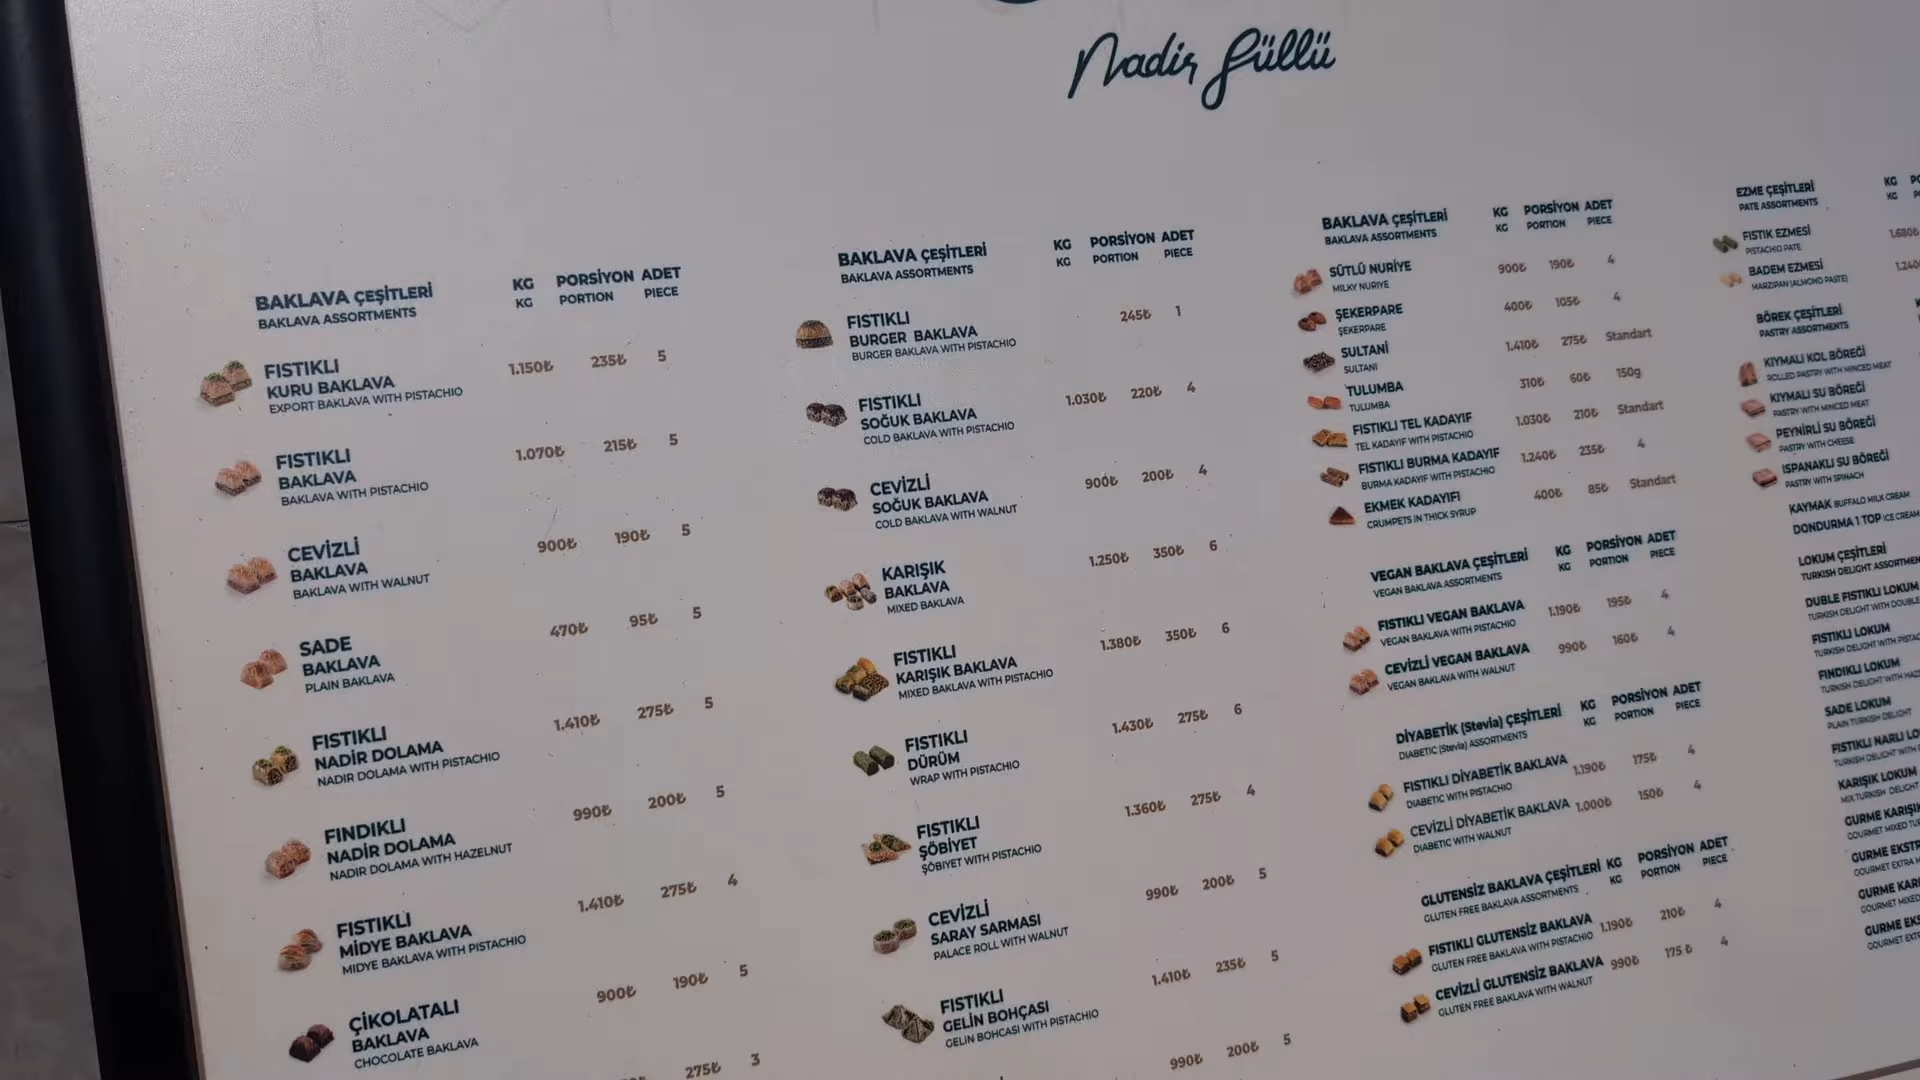 Nadir Güllü
BAKLAVA ÇEŞİTLERİ KG PORSİYON ADET
BAKLAVA ASSORTMENTS KG PORTION PIECE
FISTIKLI
KURU BAKLAVA 1.150₺ 235₺ 5
EXPORT BAKLAVA WITH PISTACHIO
FISTIKLI
BAKLAVA 1.070₺ 215₺ 5
BAKLAVA WITH PISTACHIO
CEVİZLİ
BAKLAVA 900₺ 190₺ 5
BAKLAVA WITH WALNUT
SADE
BAKLAVA 470₺ 95₺ 5
PLAIN BAKLAVA
FISTIKLI
NADİR DOLAMA 1.410₺ 275₺ 5
NADIR DOLAMA WITH PISTACHIO
FINDIKLI
NADİR DOLAMA 990₺ 200₺ 5
NADIR DOLAMA WITH HAZELNUT
FISTIKLI
MİDYE BAKLAVA 1.410₺ 275₺ 4
MIDYE BAKLAVA WITH PISTACHIO
ÇİKOLATALI
BAKLAVA 900₺ 190₺ 5
CHOCOLATE BAKLAVA
275₺ 3
BAKLAVA ÇEŞİTLERİ KG PORSİYON ADET
BAKLAVA ASSORTMENTS KG PORTION PIECE
FISTIKLI
BURGER BAKLAVA 245₺ 1
BURGER BAKLAVA WITH PISTACHIO
FISTIKLI
SOĞUK BAKLAVA 1.030₺ 220₺ 4
COLD BAKLAVA WITH PISTACHIO
CEVİZLİ
SOĞUK BAKLAVA 900₺ 200₺ 4
COLD BAKLAVA WITH WALNUT
KARIŞIK
BAKLAVA 1.250₺ 350₺ 6
MIXED BAKLAVA
FISTIKLI
KARIŞIK BAKLAVA 1.380₺ 350₺ 6
MIXED BAKLAVA WITH PISTACHIO
FISTIKLI
DÜRÜM 1.430₺ 275₺ 6
WRAP WITH PISTACHIO
FISTIKLI
ŞÖBİYET 1.360₺ 275₺ 4
ŞÖBIYET WITH PISTACHIO
CEVİZLİ
SARAY SARMASI 990₺ 200₺ 5
PALACE ROLL WITH WALNUT
FISTIKLI
GELİN BOHÇASI 1.410₺ 235₺ 5
GELIN BOHCASI WITH PISTACHIO
990₺ 200₺ 5
BAKLAVA ÇEŞİTLERİ KG PORSİYON ADET
BAKLAVA ASSORTMENTS KG PORTION PIECE
SÜTLÜ NURİYE 900₺ 190₺ 4
MILKY NURIYE
ŞEKERPARE 400₺ 105₺ 4
ŞEKERPARE
SULTANİ 1.410₺ 275₺ Standart
SULTANI
TULUMBA 310₺ 60₺ 150g
TULUMBA
FISTIKLI TEL KADAYIF 1.030₺ 210₺ Standart
TEL KADAYIF WITH PISTACHIO
FISTIKLI BURMA KADAYIF 1.240₺ 235₺ 4
BURMA KADAYIF WITH PISTACHIO
EKMEK KADAYIFI 400₺ 85₺ Standart
CRUMPETS IN THICK SYRUP
VEGAN BAKLAVA ÇEŞİTLERİ KG PORSİYON ADET
VEGAN BAKLAVA ASSORTMENTS KG PORTION PIECE
FISTIKLI VEGAN BAKLAVA 1.190₺ 195₺ 4
VEGAN BAKLAVA WITH PISTACHIO
CEVİZLİ VEGAN BAKLAVA 990₺ 160₺ 4
VEGAN BAKLAVA WITH WALNUT
DİYABETİK (Stevia) ÇEŞİTLERİ KG PORSİYON ADET
DIABETIC (Stevia) ASSORTMENTS KG PORTION PIECE
FISTIKLI DİYABETİK BAKLAVA 1.190₺ 175₺ 4
DIABETIC WITH PISTACHIO
CEVİZLİ DİYABETİK BAKLAVA 1.000₺ 150₺ 4
DIABETIC WITH WALNUT
GLUTENSİZ BAKLAVA ÇEŞİTLERİ KG PORSİYON ADET
GLUTEN FREE BAKLAVA ASSORTMENTS KG PORTION PIECE
FISTIKLI GLUTENSİZ BAKLAVA 1.190₺ 210₺ 4
GLUTEN FREE BAKLAVA WITH PISTACHIO
CEVİZLİ GLUTENSİZ BAKLAVA 990₺ 175 ₺ 4
GLUTEN FREE BAKLAVA WITH WALNUT
EZME ÇEŞİTLERİ KG
PATE ASSORTMENTS KG
FISTIK EZMESİ 1.680₺
PISTACHIO PATE
BADEM EZMESİ 1.240
MARZIPAN (ALMOND PASTE)
BÖREK ÇEŞİTLERİ
PASTRY ASSORTMENTS
KIYMALI KOL BÖREĞİ
ROLLED PASTRY WITH MINCED MEAT
KIYMALI SU BÖREĞİ
PASTRY WITH MINCED MEAT
PEYNİRLİ SU BÖREĞİ
PASTRY WITH CHEESE
ISPANAKLI SU BÖREĞİ
PASTRY WITH SPINACH
KAYMAK BUFFALO MILK CREAM
DONDURMA 1 TOP ICE CREAM
LOKUM ÇEŞİTLERİ
TURKISH DELIGHT
DUBLE FISTIKLI LOKUM
TURKISH DELIGHT WITH DOUBLE
FISTIKLI LOKUM
TURKISH DELIGHT WITH
FINDIKLI LOKUM
TURKISH DELIGHT WITH
SADE LOKUM
PLAIN TURKISH DELIGHT
FISTIKLI NARLI
TURKISH DELIGHT WITH
KARIŞIK LOKUM
MIX TURKISH DELIGHT
GURME
GOURMET MIXED
GURME
GOURMET EXTRA
GURME
GOURMET MIXED
GURME
GOURMET